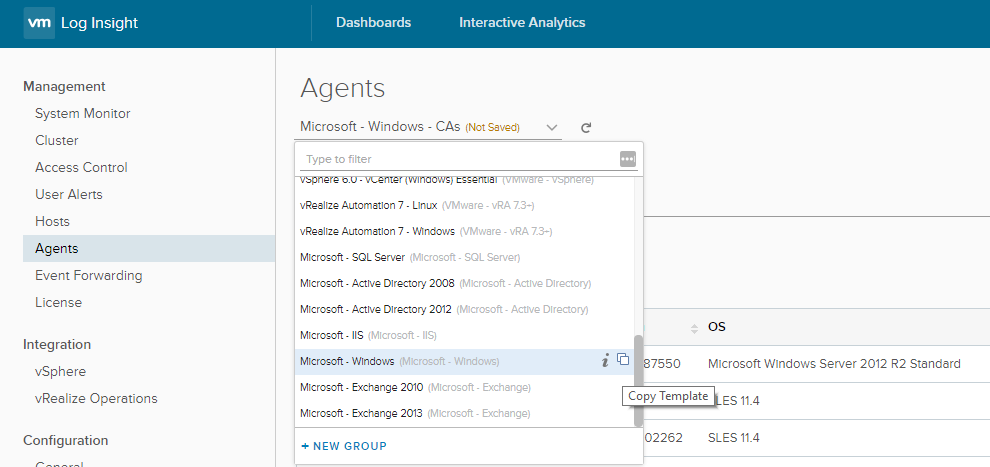 vm Log Insight Dashboards Interactive Analytics
Management
System Monitor
Cluster
Access Control
User Alerts
Hosts
Agents
Event Forwarding
License
Integration
vSphere
vRealize Operations
Configuration
General
Agents
Microsoft - Windows - CAs (Not Saved)
Type to filter
vSphere 6.0 - vCenter (Windows) Essential (VMware - vSphere)
vRealize Automation 7 - Linux (VMware - vRA 7.3+)
vRealize Automation 7 - Windows (VMware - vRA 7.3+)
Microsoft - SQL Server (Microsoft - SQL Server)
Microsoft - Active Directory 2008 (Microsoft - Active Directory)
Microsoft - Active Directory 2012 (Microsoft - Active Directory)
Microsoft - IIS (Microsoft - IIS)
Microsoft - Windows (Microsoft - Windows)
Microsoft - Exchange 2010 (Microsoft - Exchange)
Microsoft - Exchange 2013 (Microsoft - Exchange)
+ NEW GROUP
Copy Template
OS
87550 Microsoft Windows Server 2012 R2 Standard
SLES 11.4
02262 SLES 11.4